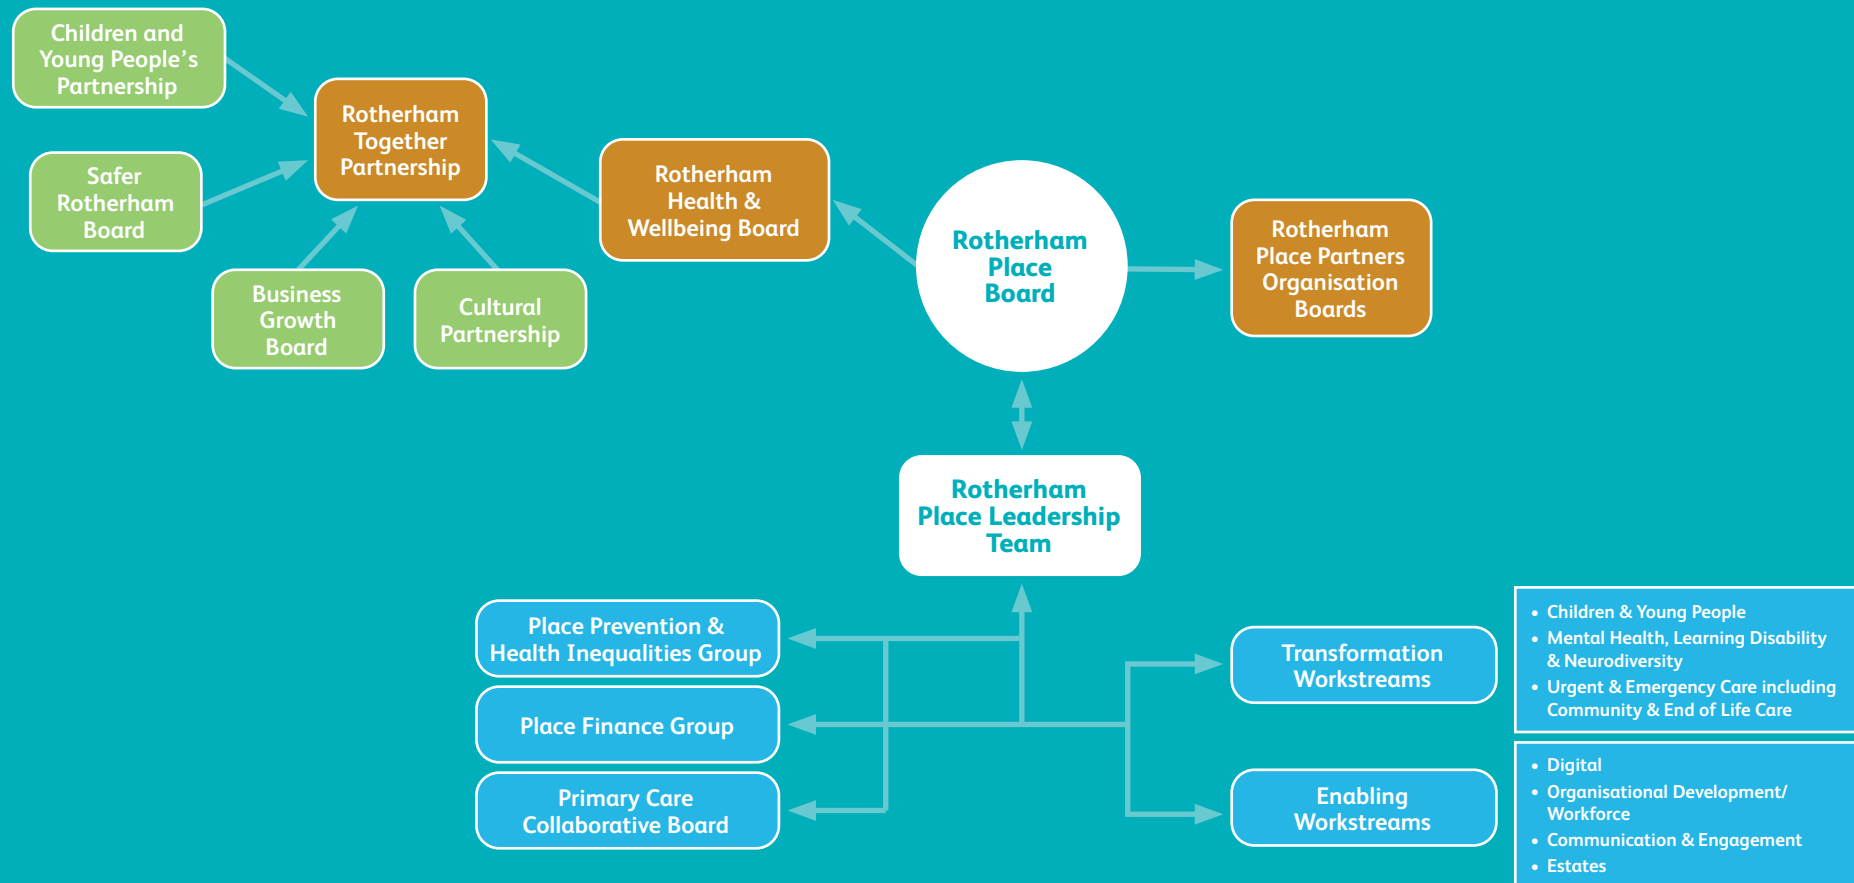 Children and
Young People's
Partnership
Rotherham
Together
Partnership
Safer
Rotherham
Board
Business
Growth
Board
Cultural
Partnership
Rotherham
Health &
Wellbeing Board
Rotherham
Place
Board
Rotherham
Place Partners
Organisation
Boards
Rotherham
Place Leadership
Team
Place Prevention &
Health Inequalities Group
Place Finance Group
Primary Care
Collaborative Board
Transformation
Workstreams
• Children & Young People
• Mental Health, Learning Disability
& Neurodiversity
• Urgent & Emergency Care including
Community & End of Life Care
Enabling
Workstreams
• Digital
• Organisational Development/
Workforce
• Communication & Engagement
• Estates